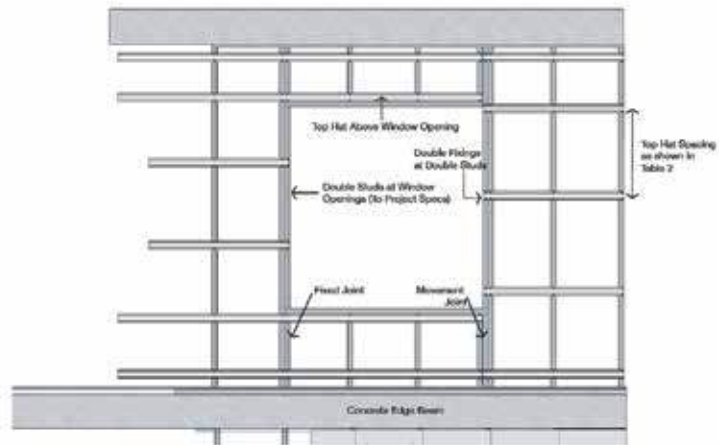 Top Hat Above Window Opening
Double Fixings
at Double Studs
Top Hat Spacing
as shown in
Table 2
Double Studs at Window
Openings (to Project Specs)
Fixed Joint
Movement
Joint
Concrete Edge Beam